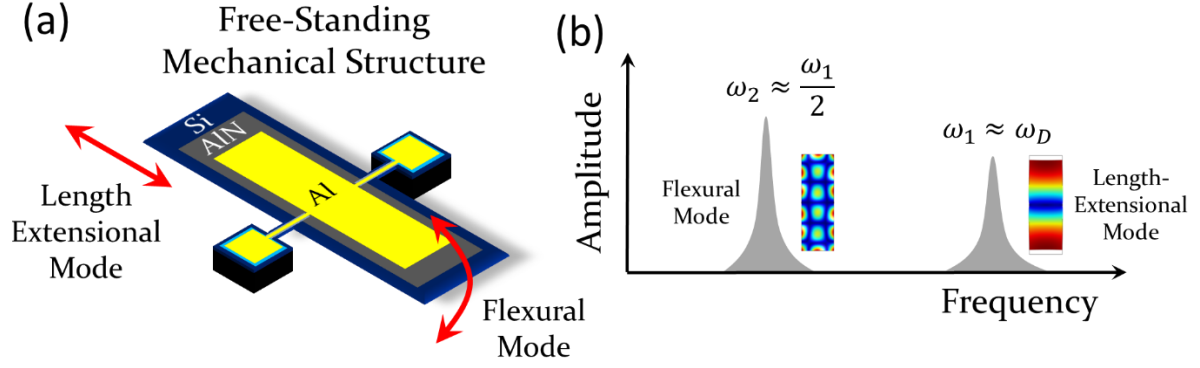 (a)
Free-Standing
Mechanical Structure
Si
AlN
Al
Length
Extensional
Mode
Flexural
Mode
(b)
Amplitude
ω₂ ≈ ω₁/2
ω₁ ≈ ω_D
Flexural
Mode
Length-
Extensional
Mode
Frequency